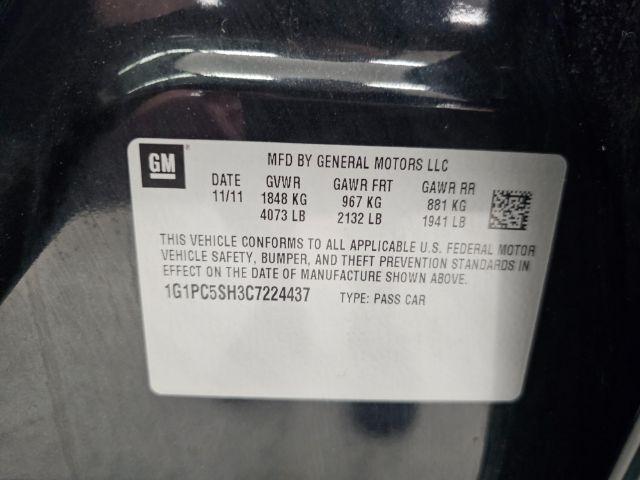 GM
MFD BY GENERAL MOTORS LLC
DATE GVWR GAWR FRT GAWR RR
11/11 1848 KG 967 KG 881 KG
4073 LB 2132 LB 1941 LB
THIS VEHICLE CONFORMS TO ALL APPLICABLE U.S. FEDERAL MOTOR
VEHICLE SAFETY, BUMPER, AND THEFT PREVENTION STANDARDS IN
EFFECT ON THE DATE OF MANUFACTURE SHOWN ABOVE.
1G1PC5SH3C7224437 TYPE: PASS CAR